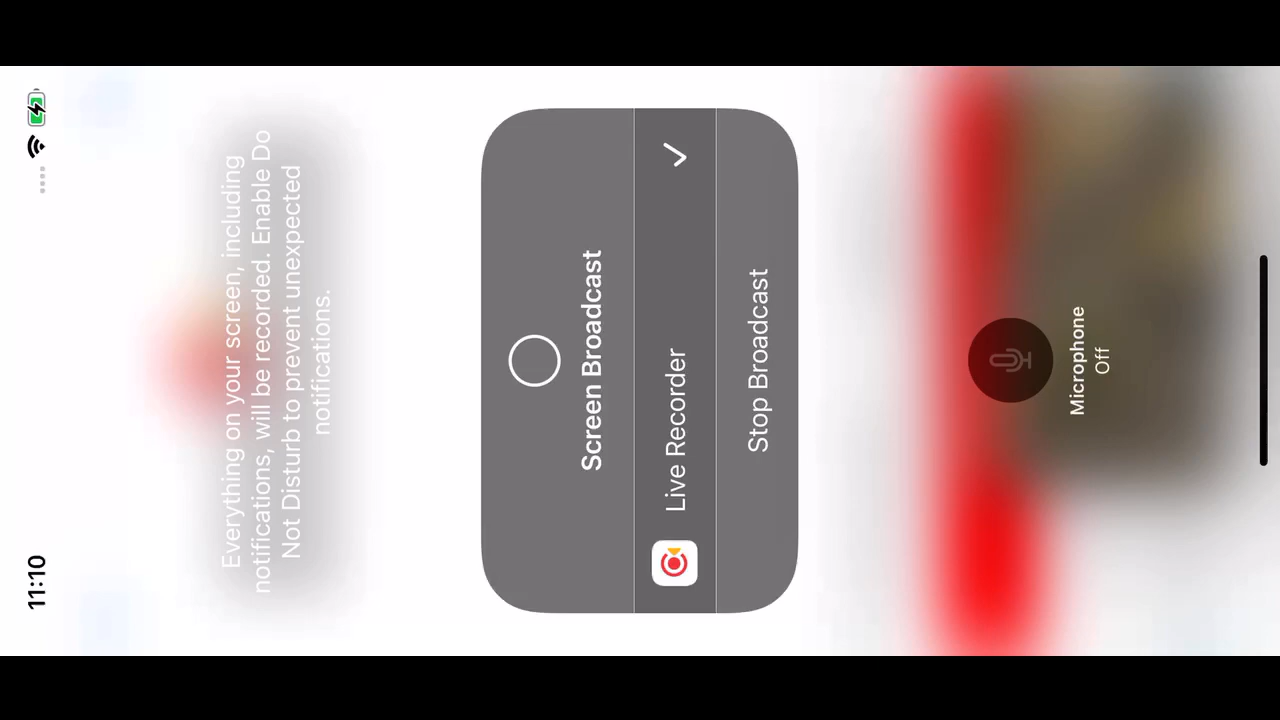 11:10
Everything on your screen, including
notifications, will be recorded. Enable Do
Not Disturb to prevent unexpected
notifications.
Screen Broadcast
Live Recorder
Stop Broadcast
Microphone
Off